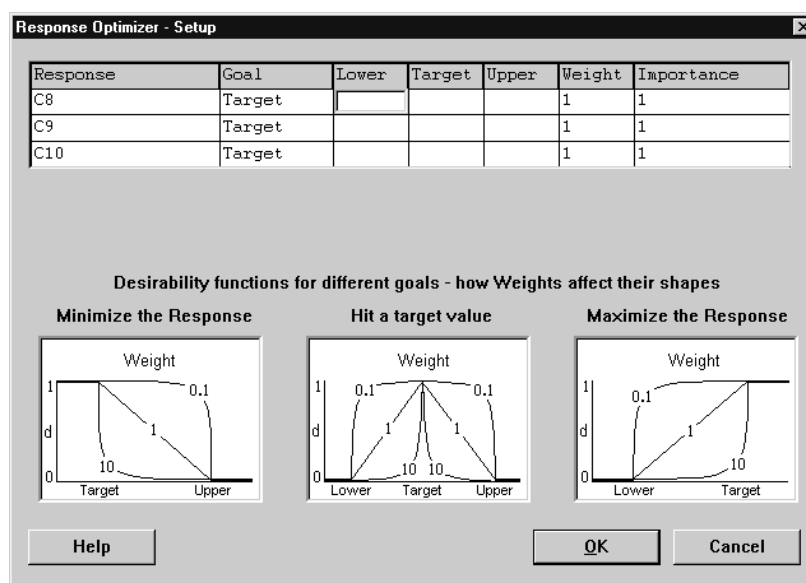 Response Optimizer - Setup
Response Goal Lower Target Upper Weight Importance
C8 Target 1 1
C9 Target 1 1
C10 Target 1 1
Desirability functions for different goals - how Weights affect their shapes
Minimize the Response
Weight
1
0.1
d
1
10
0
Target Upper
Hit a target value
Weight
1
0.1 0.1
d
1 1
10 10
0
Lower Target Upper
Maximize the Response
Weight
1
0.1
d
1
10
0
Lower Target
Help OK Cancel